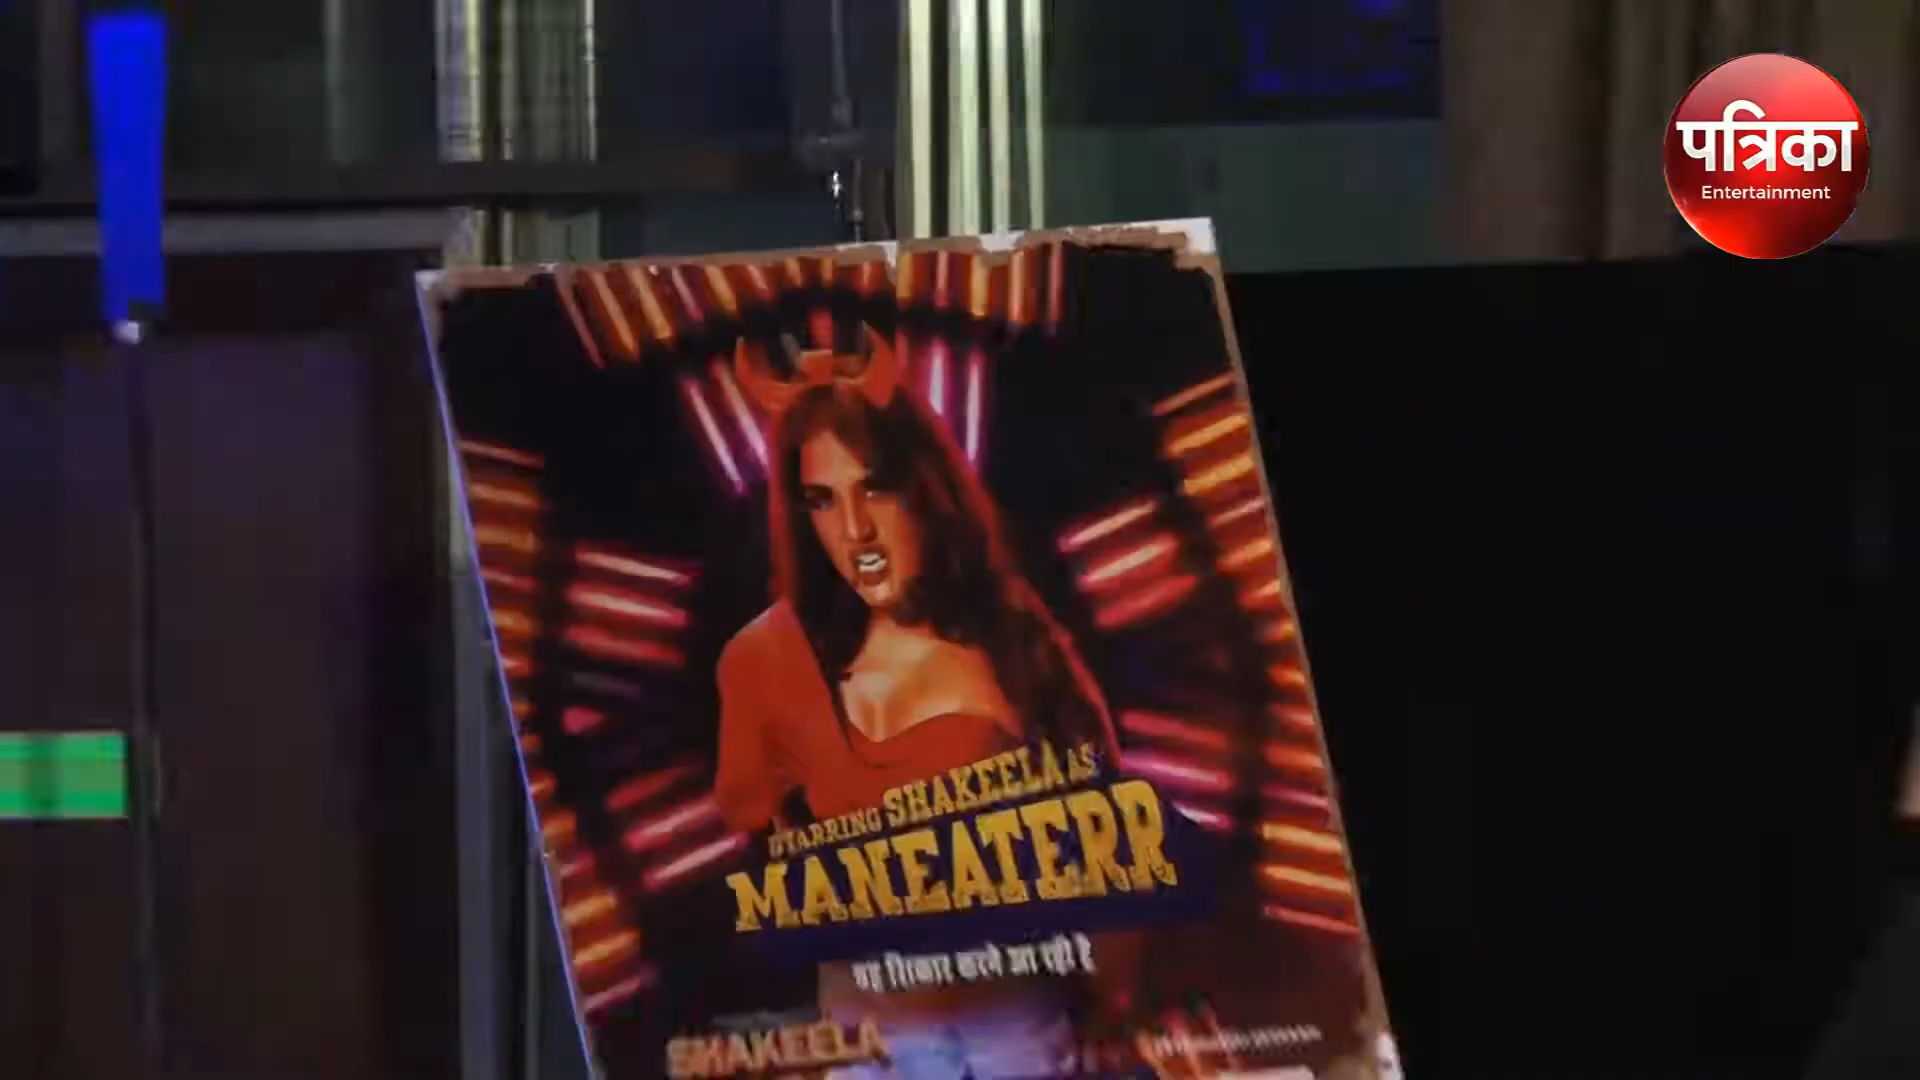 पत्रिका
Entertainment
STARRING SHAKEELA AS
MANEATERR
वह शिकार करने आ रही है
SHAKEELA